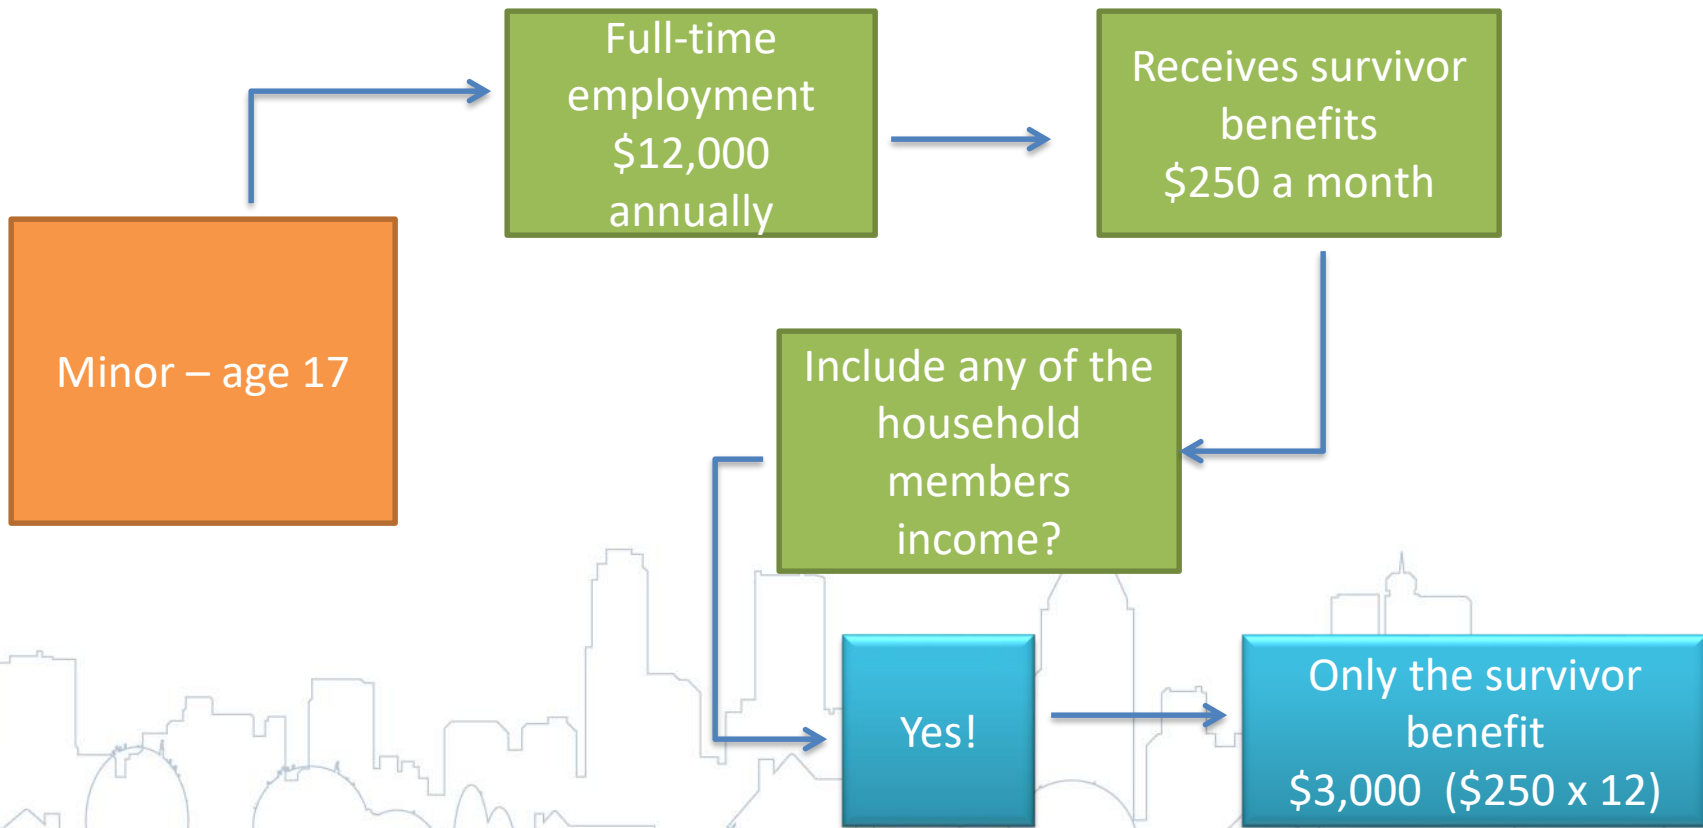 Minor – age 17
Full-time
employment
$12,000
annually
Receives survivor
benefits
$250 a month
Include any of the
household
members
income?
Yes!
Only the survivor
benefit
$3,000  ($250 x 12)